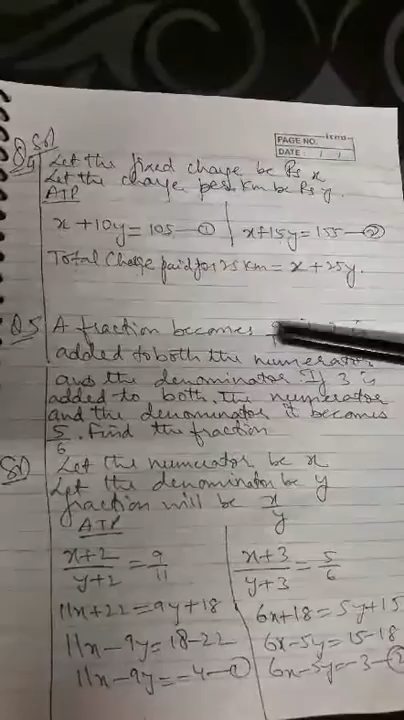 Sol
PAGE NO.
DATE: / /
Q4 Let the fixed charge be Rs x
Let the charge per km be Rs y
ATP
x + 10y = 105 — ① | x + 15y = 155 — ②
Total Charge paid for 25 km = x + 25y.
Q5 A fraction becomes
added to both the numerator
and the denominator. If 3 is
added to both the numerator
and the denominator it becomes
5/6. Find the fraction
Sol Let the numerator be x
Let the denominator be y
fraction will be x/y
ATP
x+2/y+2 = 9/11 | x+3/y+3 = 5/6
11x+22 = 9y+18 | 6x+18 = 5y+15
11x-9y = 18-22 | 6x-5y = 15-18
11x-9y = -4 — ① | 6x-5y = -3 — ②